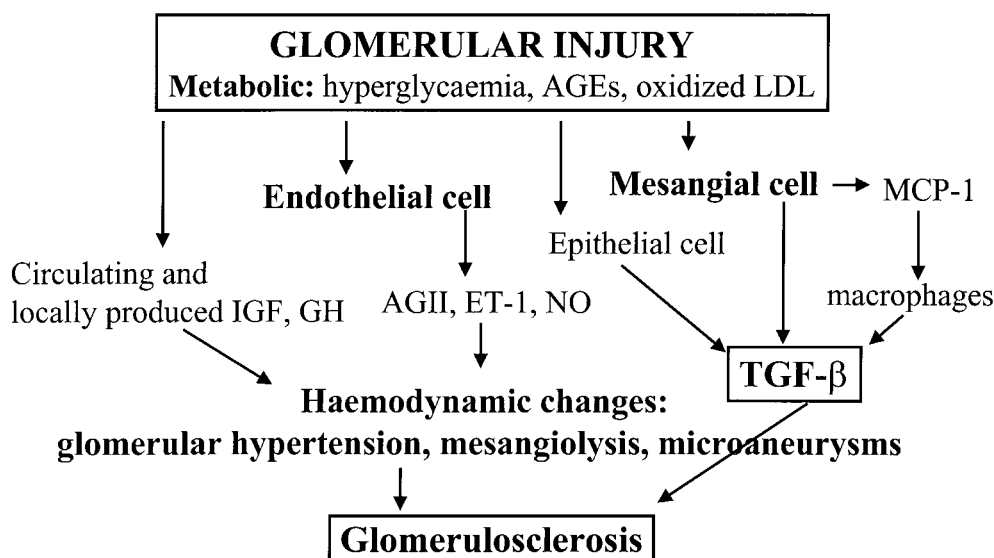 GLOMERULAR INJURY
Metabolic: hyperglycaemia, AGEs, oxidized LDL
Endothelial cell
Mesangial cell
MCP-1
Epithelial cell
Circulating and
locally produced IGF, GH
AGII, ET-1, NO
macrophages
TGF-β
Haemodynamic changes:
glomerular hypertension, mesangiolysis, microaneurysms
Glomerulosclerosis